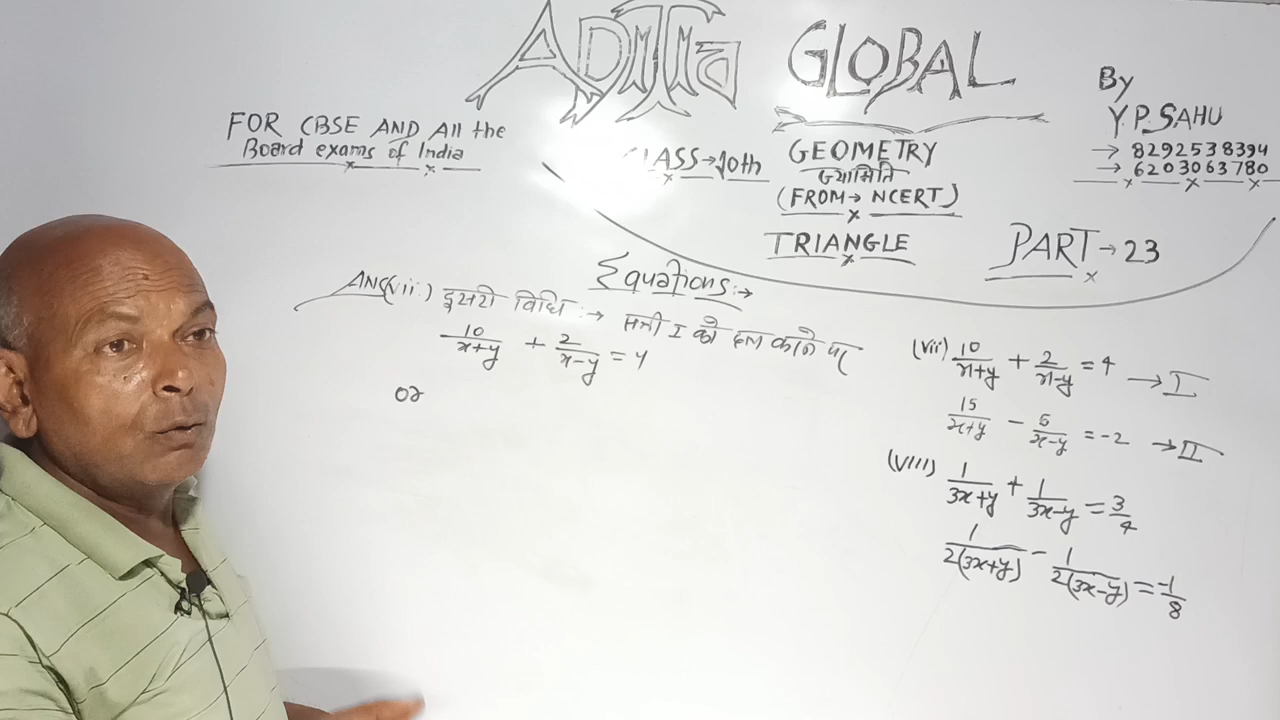 ADITYA GLOBAL
By
Y.P. SAHU
→ 8292538394
→ 6203063780
FOR CBSE AND All the
Board exams of India
CLASS → 10th
GEOMETRY
ज्यामिति
(FROM → NCERT)
TRIANGLE
PART → 23
Equations :→
ANS (vii) दूसरी विधि :→ समी I को हल करने पर
10/x+y + 2/x-y = 4
or
(vii) 10/x+y + 2/x-y = 4 → I
15/x+y - 5/x-y = -2 → II
(viii) 1/3x+y + 1/3x-y = 3/4
1/2(3x+y) - 1/2(3x-y) = -1/8